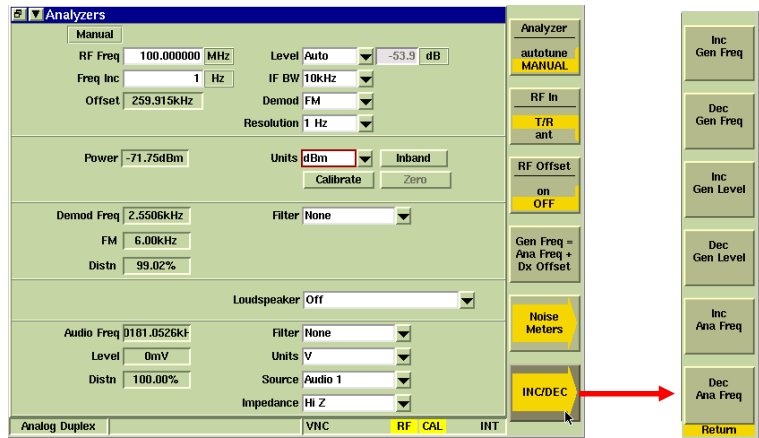 Analyzers
Manual
RF Freq 100.000000 MHz Level Auto -53.9 dB
Freq Inc 1 Hz IF BW 10kHz
Offset 259.915kHz Demod FM
Resolution 1 Hz
Power -71.75dBm Units dBm Inband
Calibrate Zero
Demod Freq 2.5506kHz Filter None
FM 6.00kHz
Distn 99.02%
Loudspeaker Off
Audio Freq 0181.0526kH Filter None
Level 0mV Units V
Distn 100.00% Source Audio 1
Impedance Hi Z
Analog Duplex VNC RF CAL INT
Analyzer
autotune
MANUAL
RF In
T/R
ant
RF Offset
on
OFF
Gen Freq =
Ana Freq +
Dx Offset
Noise
Meters
INC/DEC
Inc
Gen Freq
Dec
Gen Freq
Inc
Gen Level
Dec
Gen Level
Inc
Ana Freq
Dec
Ana Freq
Return